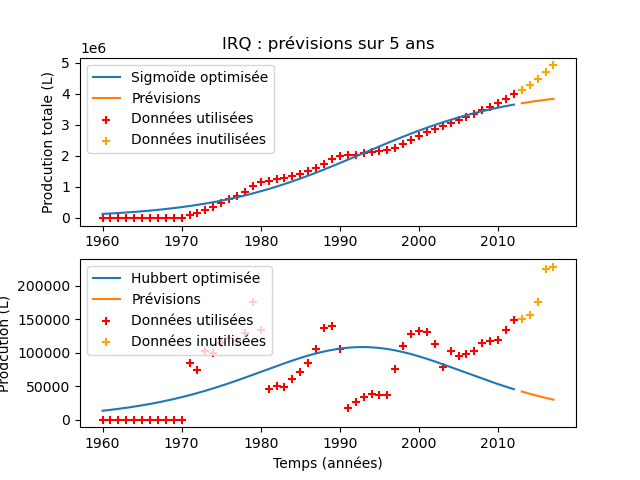 IRQ : prévisions sur 5 ans
1e6
Prodcution totale (L)
5
4
3
2
1
0
Sigmoïde optimisée
Prévisions
Données utilisées
Données inutilisées
1960 1970 1980 1990 2000 2010
Prodcution (L)
200000
150000
100000
50000
0
Hubbert optimisée
Prévisions
Données utilisées
Données inutilisées
1960 1970 1980 1990 2000 2010
Temps (années)